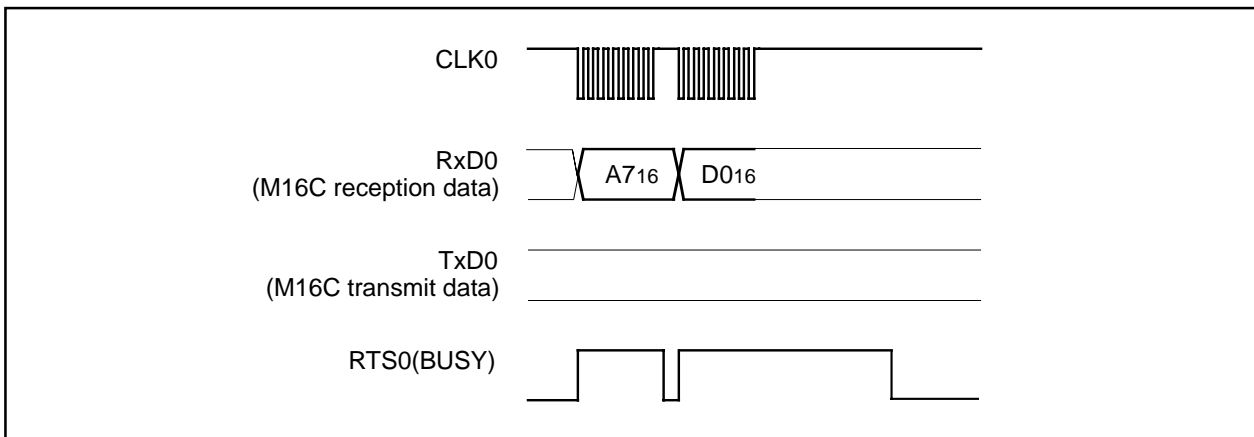 CLK0
RxD0
(M16C reception data)
A716
D016
TxD0
(M16C transmit data)
RTS0(BUSY)